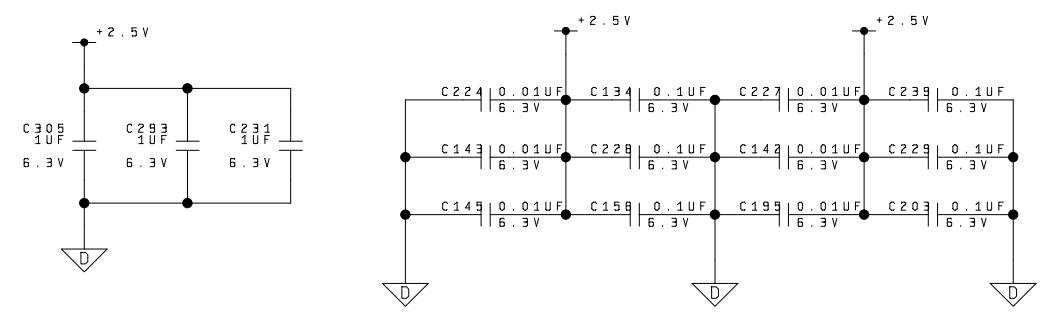 +2.5V
+2.5V
+2.5V
C224 0.01UF C134 0.1UF C227 0.01UF C235 0.1UF
6.3V 6.3V 6.3V 6.3V
C305 C293 C231
1UF 1UF 1UF
6.3V 6.3V 6.3V
C143 0.01UF C228 0.1UF C142 0.01UF C229 0.1UF
6.3V 6.3V 6.3V 6.3V
C145 0.01UF C156 0.1UF C195 0.01UF C203 0.1UF
6.3V 6.3V 6.3V 6.3V
D
D D D